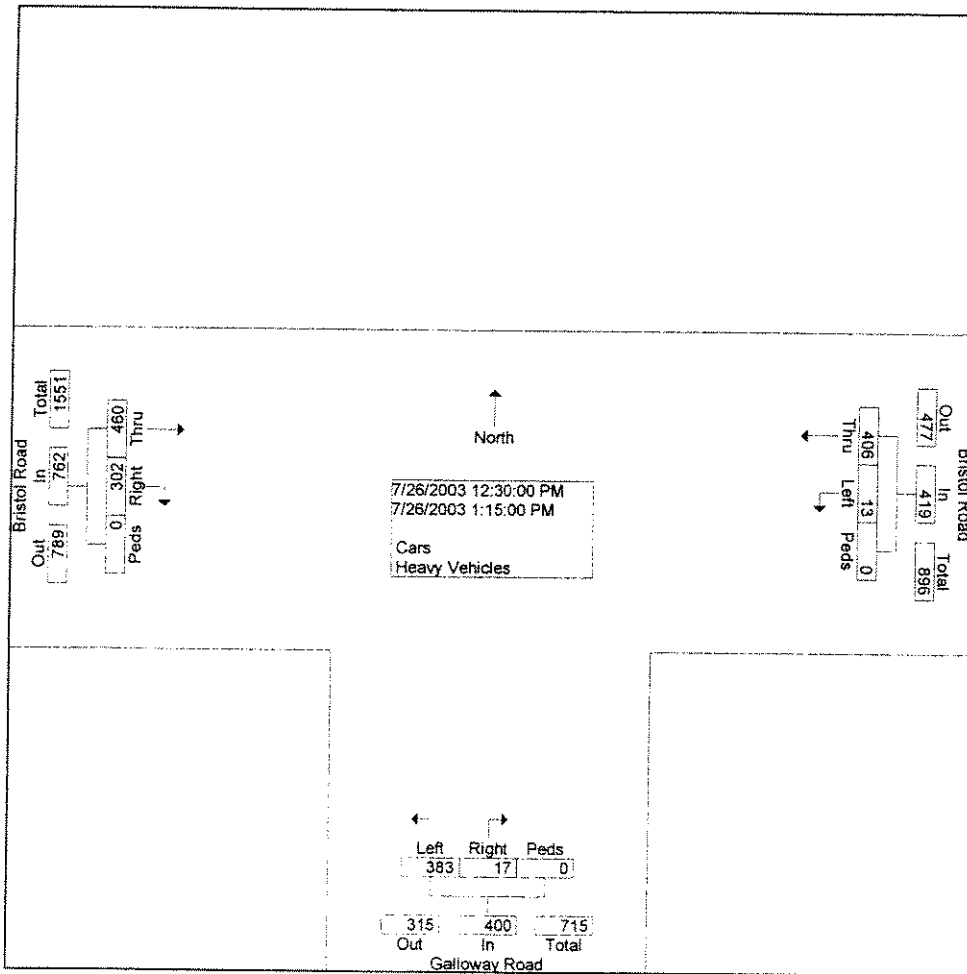 Bristol Road
Total 1551
In 762
Out 789
Thru 460
Right 302
Peds 0
North
7/26/2003 12:30:00 PM
7/26/2003 1:15:00 PM
Cars
Heavy Vehicles
Bristol Road
Out 477
In 419
Total 896
Thru 406
Left 13
Peds 0
Left Right Peds
383 17 0
315 400 715
Out In Total
Galloway Road